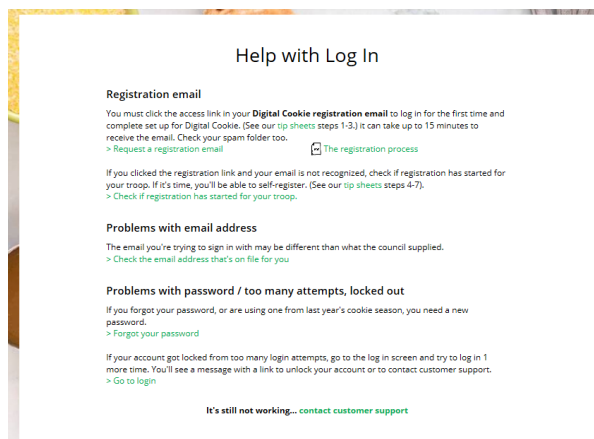 Help with Log In
Registration email
You must click the access link in your Digital Cookie registration email to log in for the first time and
complete set up for Digital Cookie. (See our tip sheets steps 1-3.) it can take up to 15 minutes to
receive the email. Check your spam folder too.
> Request a registration email
The registration process
If you clicked the registration link and your email is not recognized, check if registration has started for
your troop. If it's time, you'll be able to self-register. (See our tip sheets steps 4-7).
> Check if registration has started for your troop.
Problems with email address
The email you're trying to sign in with may be different than what the council supplied.
> Check the email address that's on file for you
Problems with password / too many attempts, locked out
If you forgot your password, or are using one from last year's cookie season, you need a new
password.
> Forgot your password
If your account got locked from too many login attempts, go to the log in screen and try to log in 1
more time. You'll see a message with a link to unlock your account or to contact customer support.
> Go to login
It's still not working... contact customer support